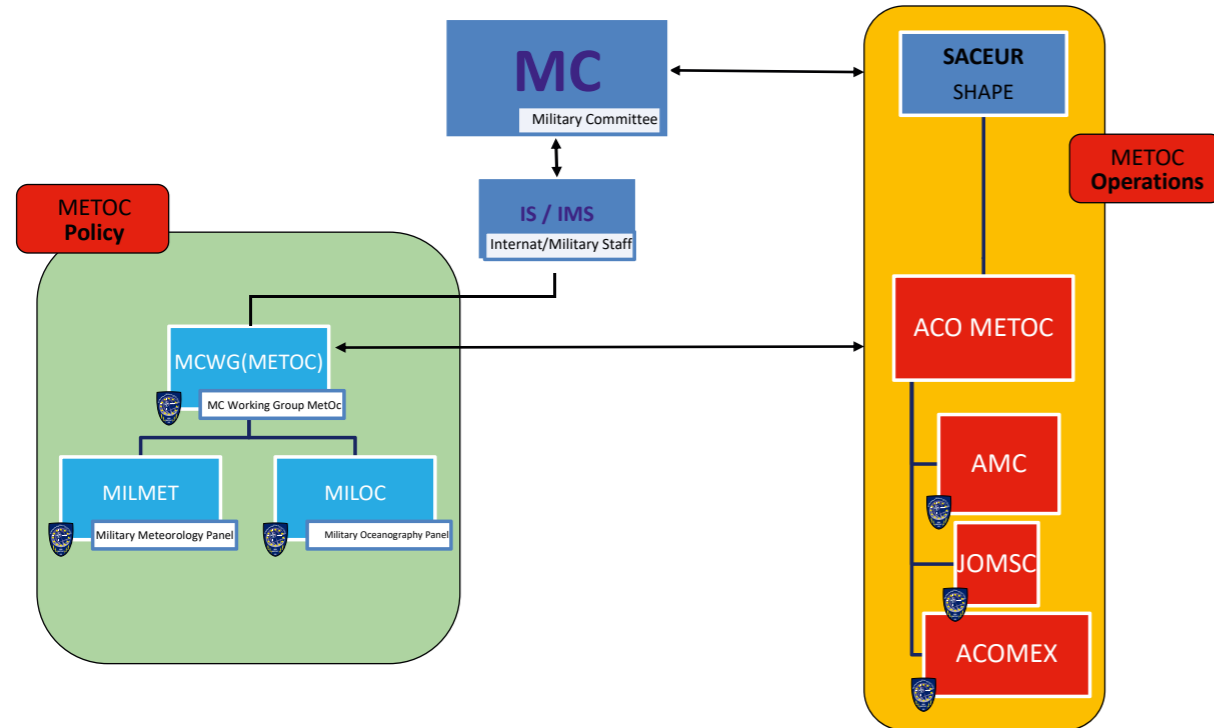 MC
Military Committee
SACEUR
SHAPE
METOC
Operations
IS / IMS
Internat/Military Staff
METOC
Policy
ACO METOC
MCWG(METOC)
MC Working Group MetOc
MILMET
Military Meteorology Panel
MILOC
Military Oceanography Panel
AMC
JOMSC
ACOMEX